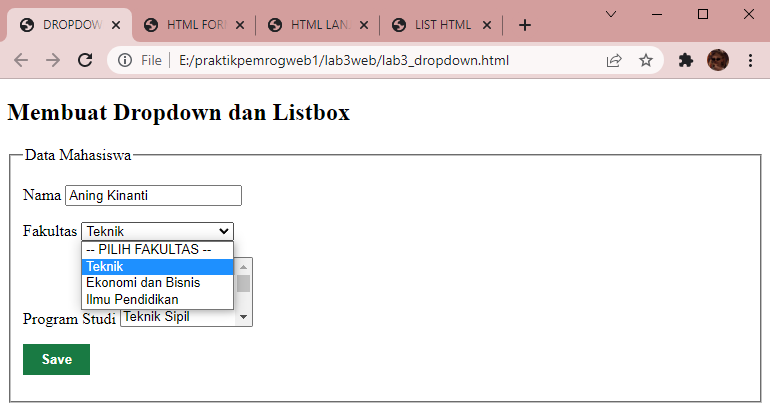 DROPDOW
HTML FOR
HTML LAN
LIST HTML
File | E:/praktikpemrogweb1/lab3web/lab3_dropdown.html
Membuat Dropdown dan Listbox
Data Mahasiswa
Nama Aning Kinanti
Fakultas Teknik
-- PILIH FAKULTAS --
Teknik
Ekonomi dan Bisnis
Ilmu Pendidikan
Program Studi Teknik Sipil
Save